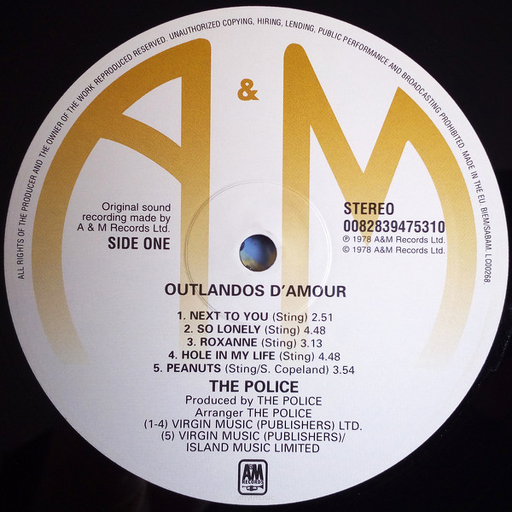 ALL RIGHTS OF THE PRODUCER AND THE OWNER OF THE WORK REPRODUCED RESERVED. UNAUTHORIZED COPYING, HIRING, LENDING, PUBLIC PERFORMANCE AND BROADCASTING PROHIBITED. MADE IN THE EU. BIEM/SABAM. LC00268.
A & M
Original sound
recording made by
A & M Records Ltd.
SIDE ONE
STEREO
0082839475310
℗ 1978 A&M Records Ltd.
© 1978 A&M Records Ltd.
OUTLANDOS D'AMOUR
1. NEXT TO YOU (Sting) 2.51
2. SO LONELY (Sting) 4.48
3. ROXANNE (Sting) 3.13
4. HOLE IN MY LIFE (Sting) 4.48
5. PEANUTS (Sting/S. Copeland) 3.54
THE POLICE
Produced by THE POLICE
Arranger THE POLICE
(1-4) VIRGIN MUSIC (PUBLISHERS) LTD.
(5) VIRGIN MUSIC (PUBLISHERS)/
ISLAND MUSIC LIMITED
A&M
RECORDS